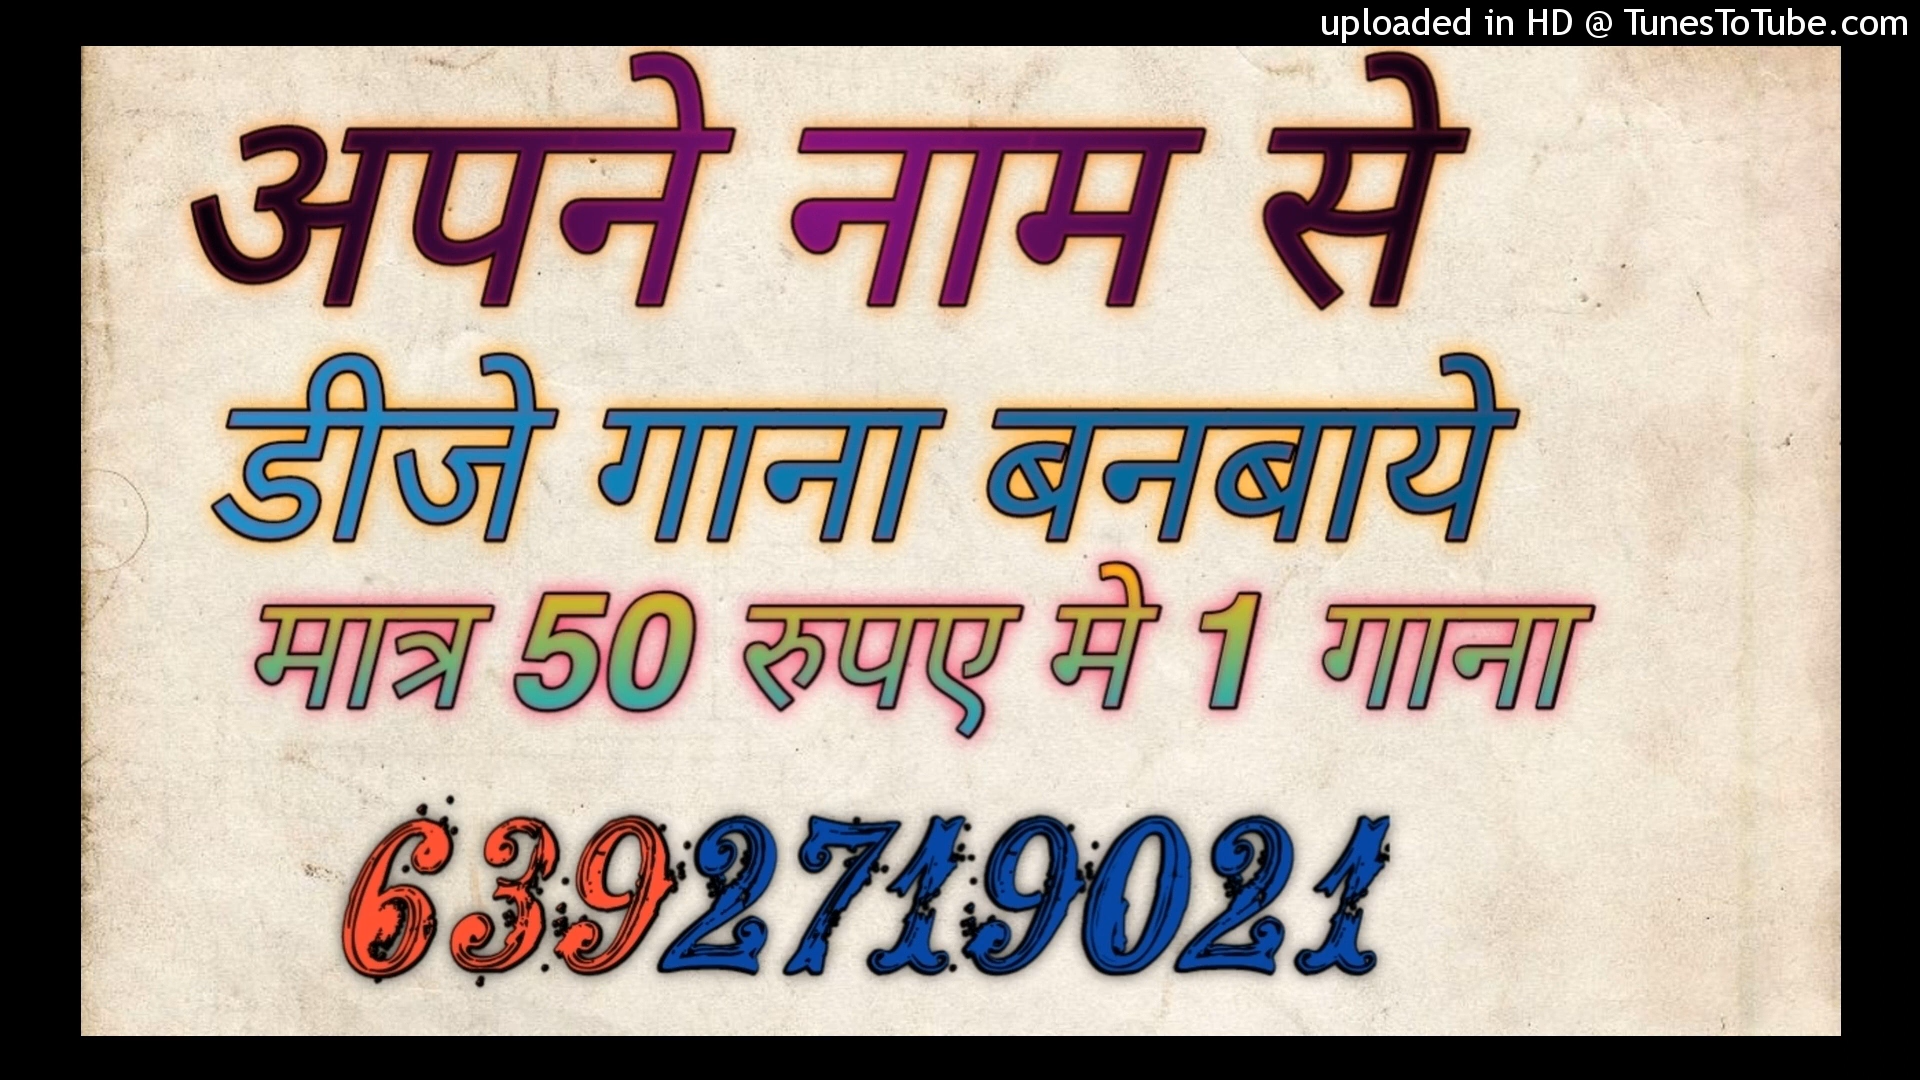 uploaded in HD @ TunesToTube.com
अपने नाम से
डीजे गाना बनबाये
मात्र 50 रुपए मे 1 गाना
6392719021